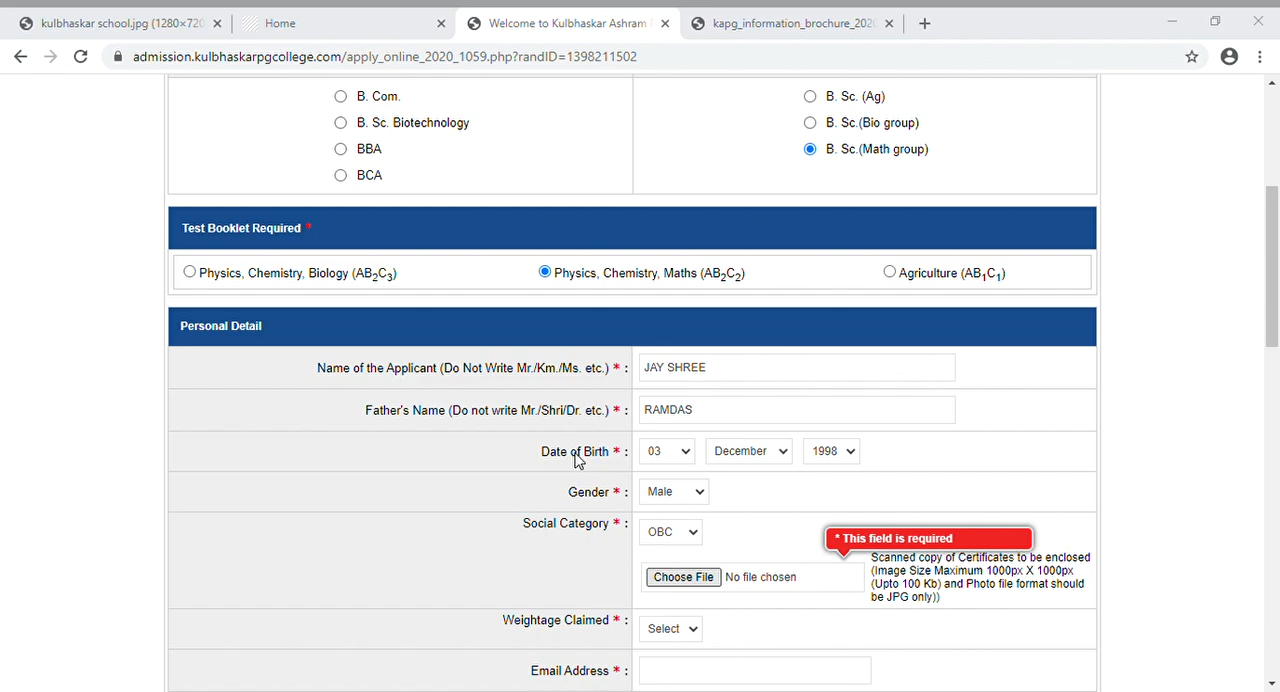 kulbhaskar school.jpg (1280×720
Home
Welcome to Kulbhaskar Ashram
kapg_information_brochure_202
admission.kulbhaskarpgcollege.com/apply_online_2020_1059.php?randID=1398211502
B. Com.
B. Sc. (Ag)
B. Sc. Biotechnology
B. Sc.(Bio group)
BBA
B. Sc.(Math group)
BCA
Test Booklet Required *
Physics, Chemistry, Biology (AB2C3)
Physics, Chemistry, Maths (AB2C2)
Agriculture (AB1C1)
Personal Detail
Name of the Applicant (Do Not Write Mr./Km./Ms. etc.) * :
JAY SHREE
Father's Name (Do not write Mr./Shri/Dr. etc.) * :
RAMDAS
Date of Birth * :
03 December 1998
Gender * :
Male
Social Category * :
OBC
* This field is required
Choose File No file chosen
Scanned copy of Certificates to be enclosed
(Image Size Maximum 1000px X 1000px
(Upto 100 Kb) and Photo file format should
be JPG only))
Weightage Claimed * :
Select
Email Address * :